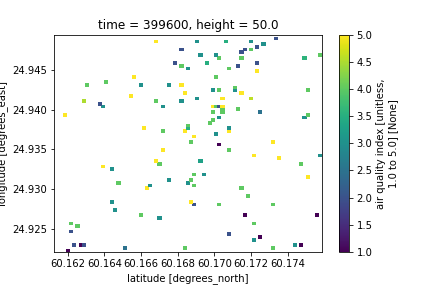 time = 399600, height = 50.0
24.945
24.940
24.935
24.930
24.925
longitude [degrees_east]
60.162 60.164 60.166 60.168 60.170 60.172 60.174
latitude [degrees_north]
5.0
4.5
4.0
3.5
3.0
2.5
2.0
1.5
1.0
air quality index [unitless,
1.0 to 5.0] [None]